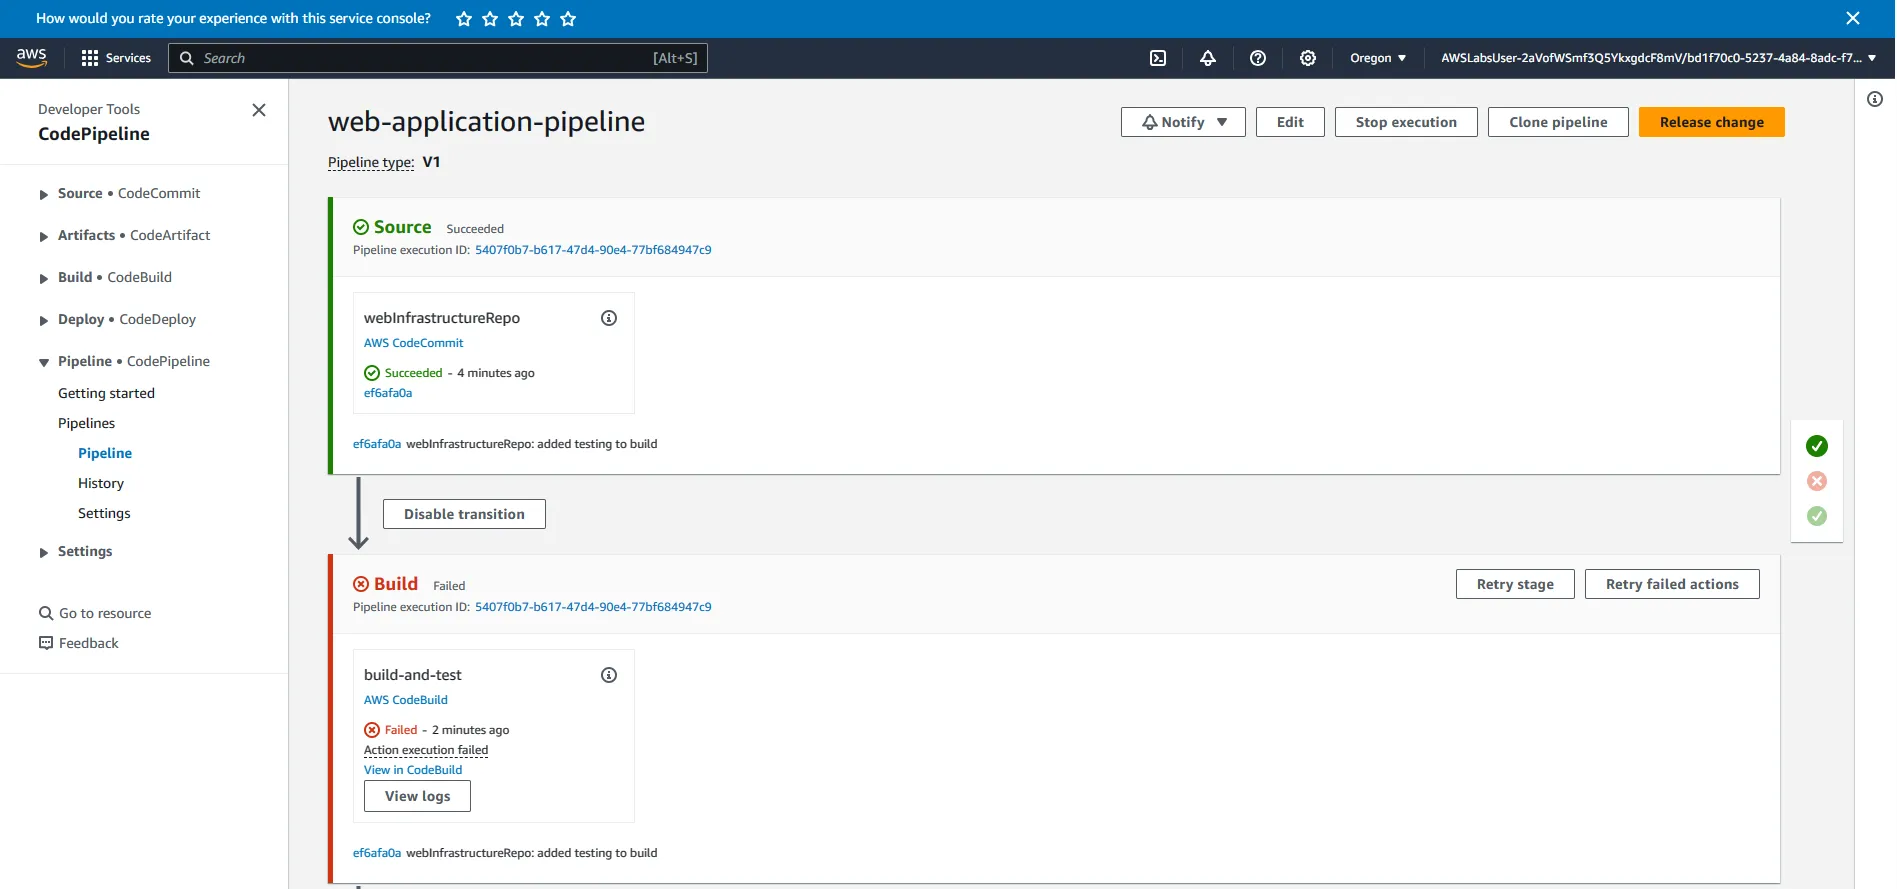 How would you rate your experience with this service console?
aws
Services
Search [Alt+S]
Oregon
AWSLabsUser-2aVofWSmf3Q5YkxgdcF8mV/bd1f70c0-5237-4a84-8adc-f7...
Developer Tools
CodePipeline
Source • CodeCommit
Artifacts • CodeArtifact
Build • CodeBuild
Deploy • CodeDeploy
Pipeline • CodePipeline
Getting started
Pipelines
Pipeline
History
Settings
Settings
Go to resource
Feedback
web-application-pipeline
Notify
Edit
Stop execution
Clone pipeline
Release change
Pipeline type: V1
Source Succeeded
Pipeline execution ID: 5407f0b7-b617-47d4-90e4-77bf684947c9
webInfrastructureRepo
AWS CodeCommit
Succeeded - 4 minutes ago
ef6afa0a
ef6afa0a webInfrastructureRepo: added testing to build
Disable transition
Build Failed
Retry stage
Retry failed actions
Pipeline execution ID: 5407f0b7-b617-47d4-90e4-77bf684947c9
build-and-test
AWS CodeBuild
Failed - 2 minutes ago
Action execution failed
View in CodeBuild
View logs
ef6afa0a webInfrastructureRepo: added testing to build